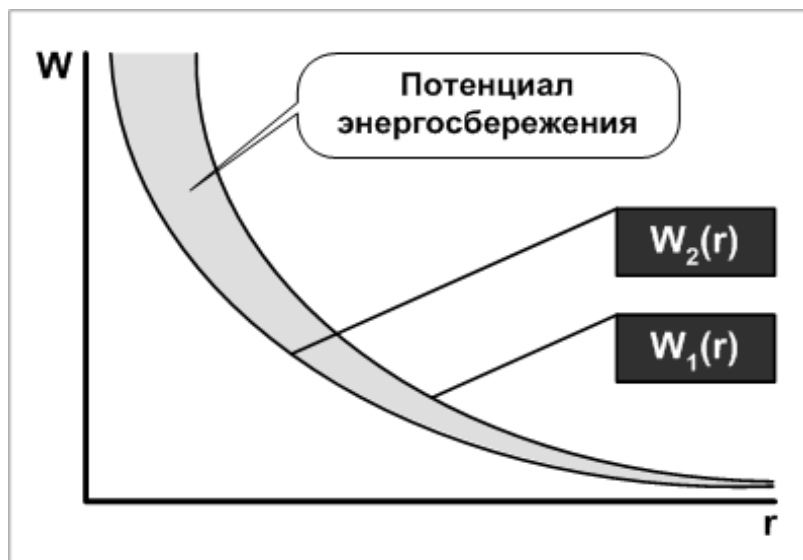 W
Потенциал
энергосбережения
W₂(r)
W₁(r)
r